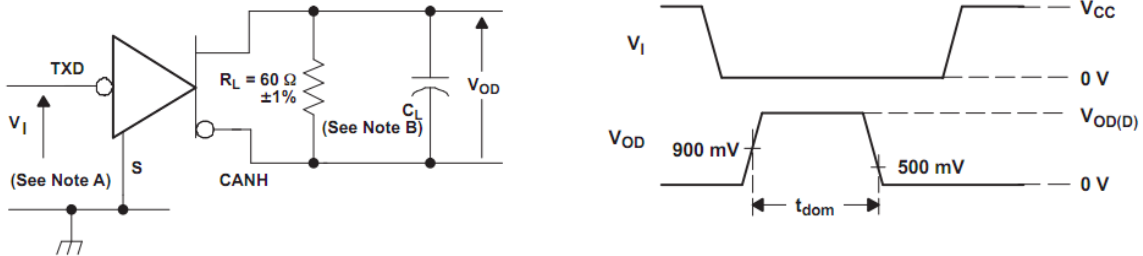 TXD
V_I
(See Note A)
S
R_L = 60 Ω
±1%
C_L
(See Note B)
V_OD
CANH
V_I
V_CC
0 V
V_OD
900 mV
V_OD(D)
500 mV
0 V
t_dom